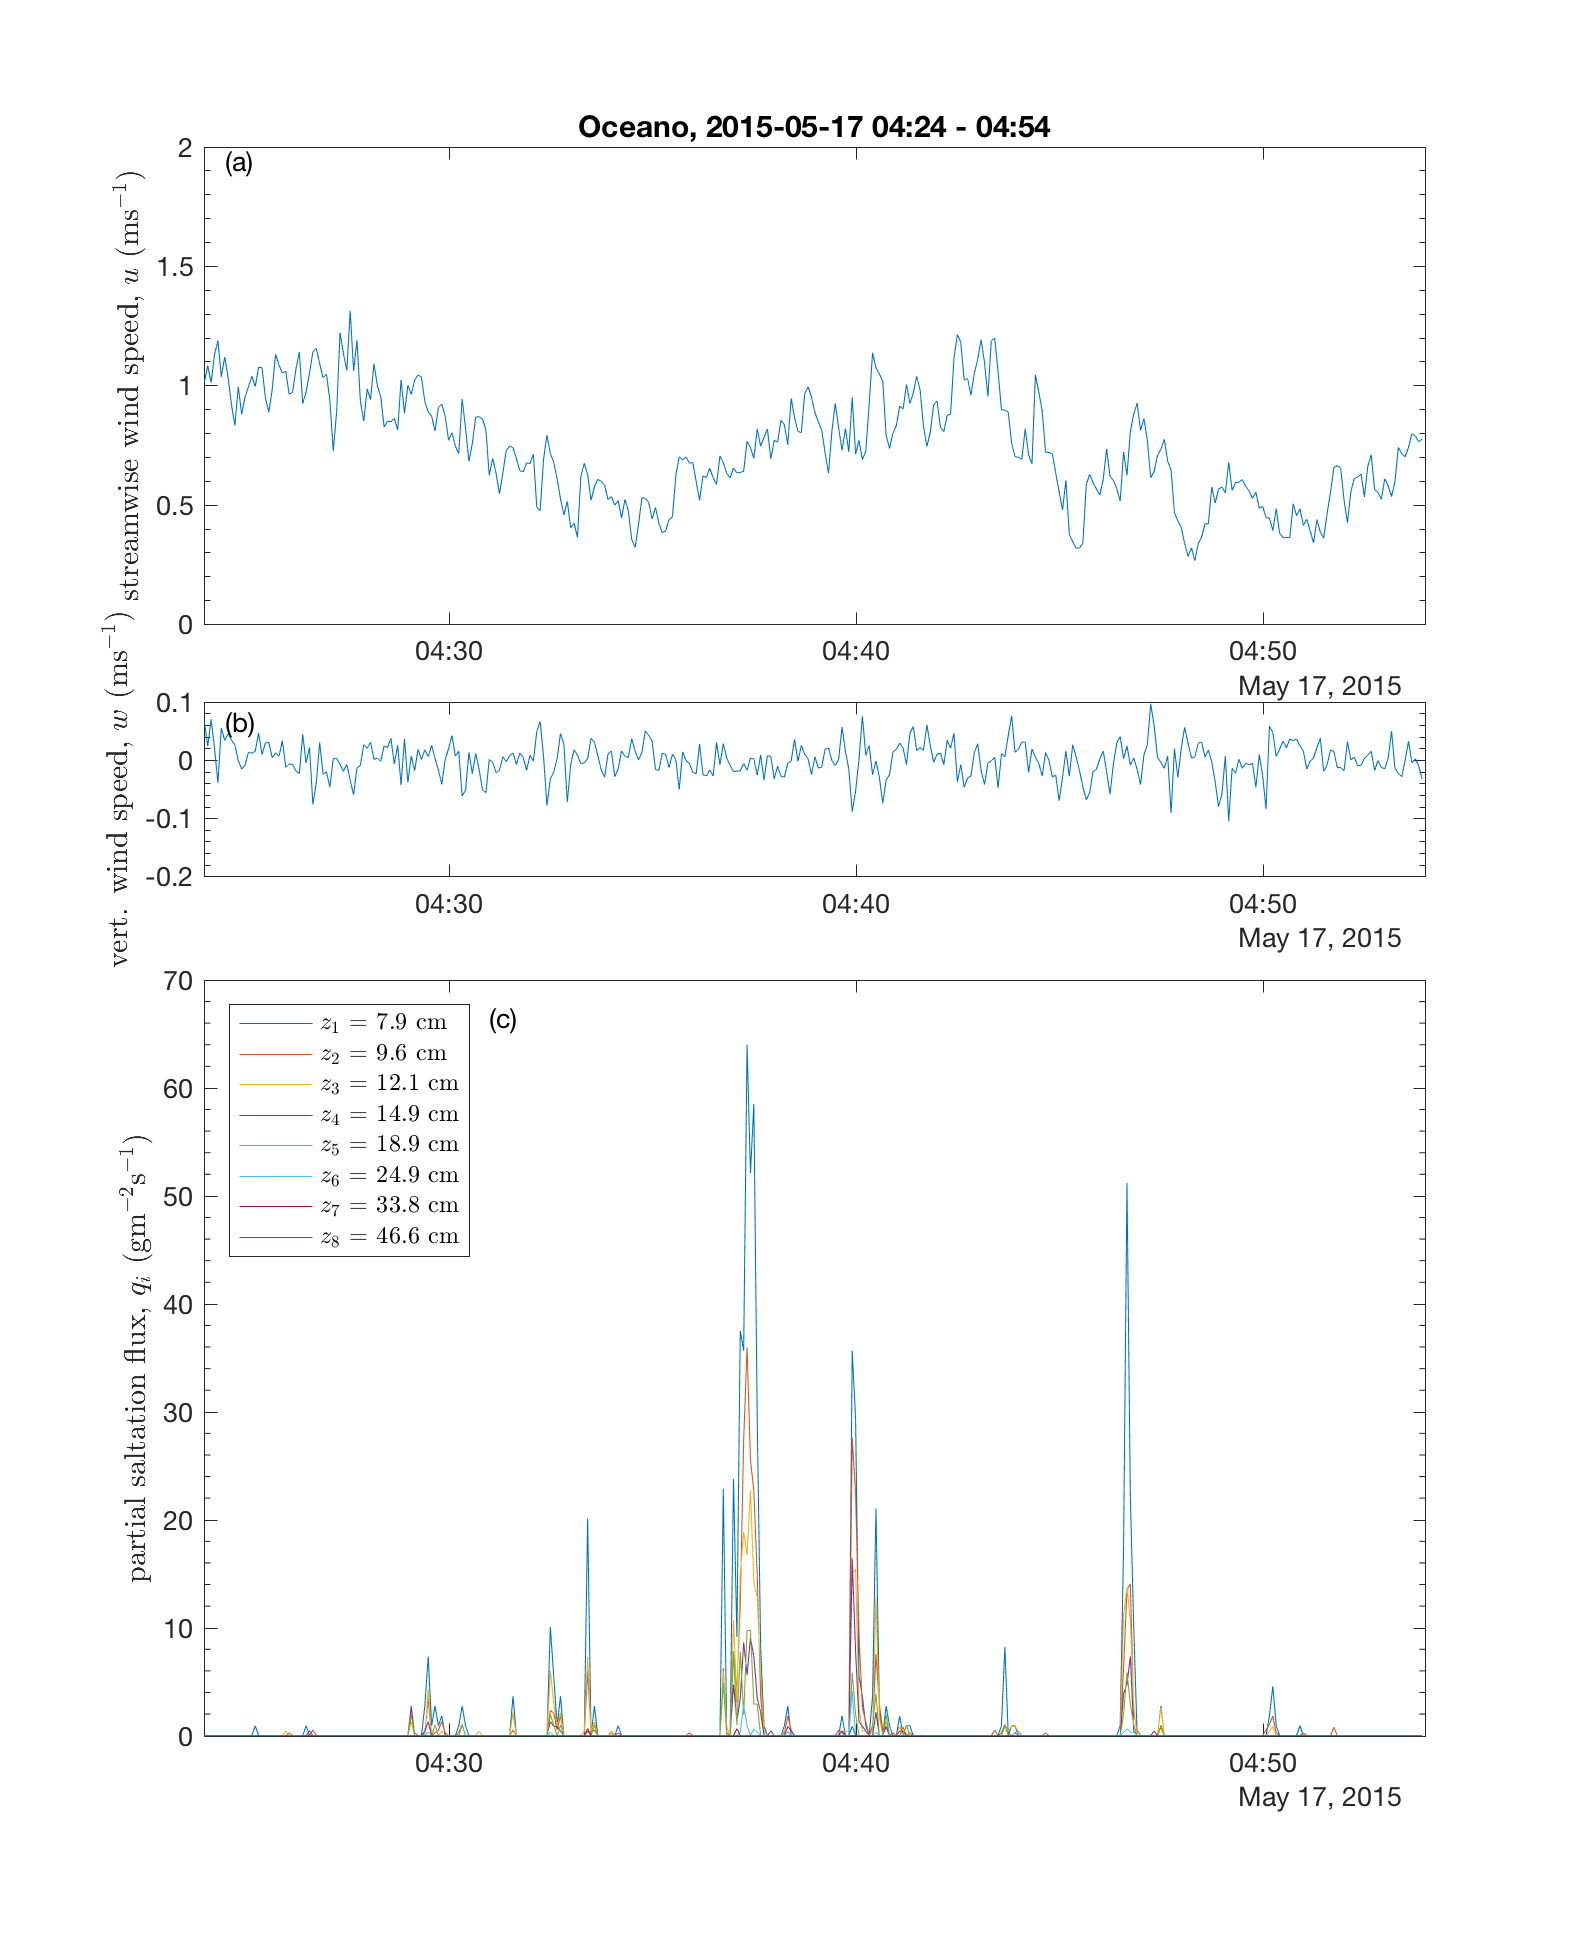 Oceano, 2015-05-17 04:24 - 04:54
(a)
streamwise wind speed, u (ms⁻¹)
2
1.5
1
0.5
0
04:30 04:40 04:50
May 17, 2015
(b)
vert. wind speed, w (ms⁻¹)
0.1
0
-0.1
-0.2
04:30 04:40 04:50
May 17, 2015
(c)
partial saltation flux, qᵢ (gm⁻²s⁻¹)
70
60
50
40
30
20
10
0
z₁ = 7.9 cm
z₂ = 9.6 cm
z₃ = 12.1 cm
z₄ = 14.9 cm
z₅ = 18.9 cm
z₆ = 24.9 cm
z₇ = 33.8 cm
z₈ = 46.6 cm
04:30 04:40 04:50
May 17, 2015